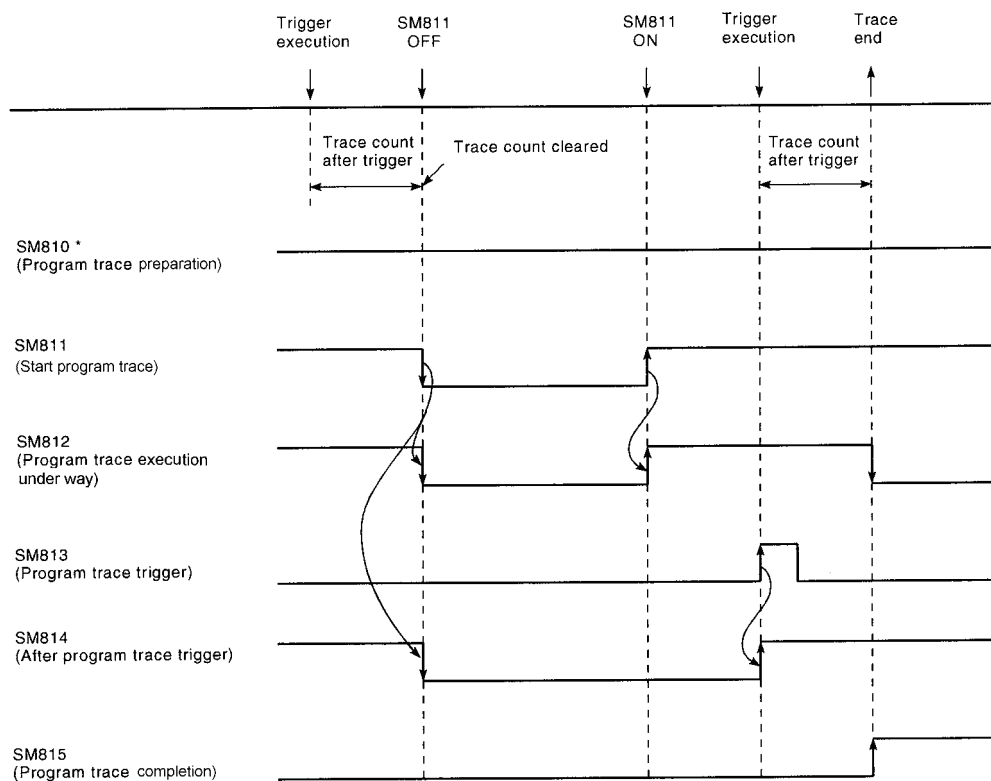 Trigger
execution
SM811
OFF
SM811
ON
Trigger
execution
Trace
end
Trace count
after trigger
Trace count cleared
Trace count
after trigger
SM810 *
(Program trace preparation)
SM811
(Start program trace)
SM812
(Program trace execution
under way)
SM813
(Program trace trigger)
SM814
(After program trace trigger)
SM815
(Program trace completion)